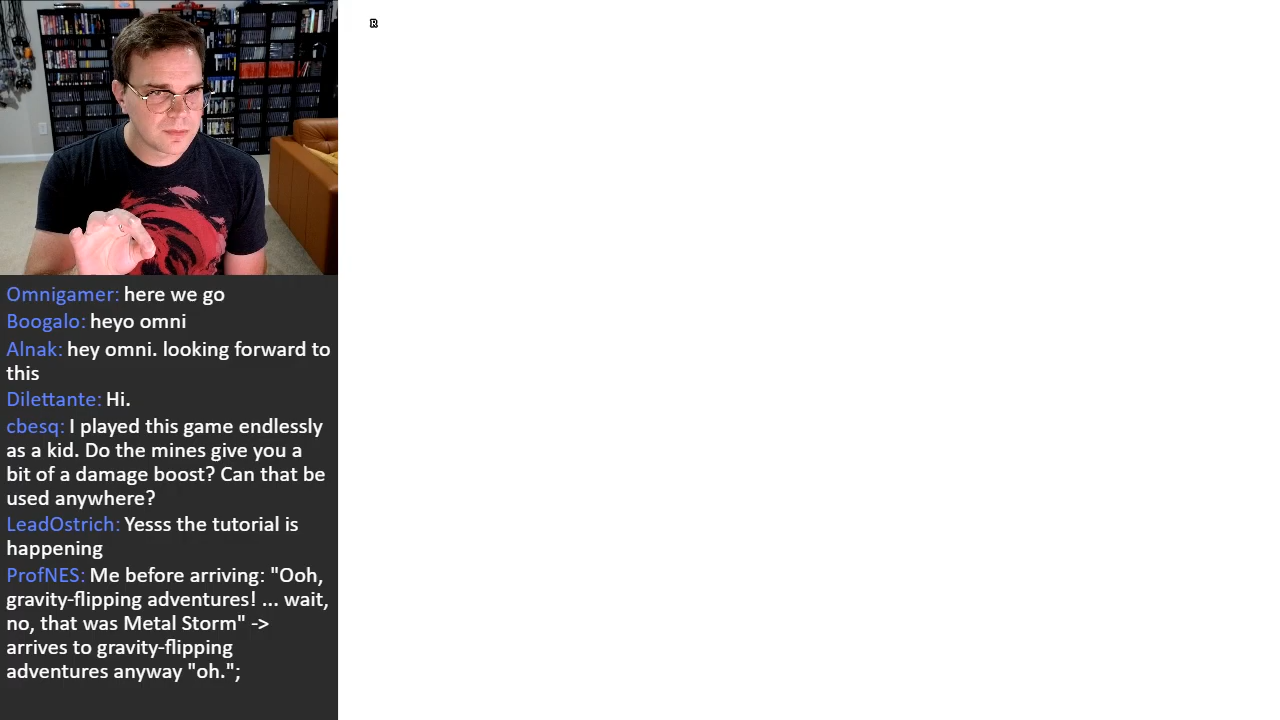 R
Omnigamer: here we go
Boogalo: heyo omni
Alnak: hey omni. looking forward to
this
Dilettante: Hi.
cbesq: I played this game endlessly
as a kid. Do the mines give you a
bit of a damage boost? Can that be
used anywhere?
LeadOstrich: Yesss the tutorial is
happening
ProfNES: Me before arriving: "Ooh,
gravity-flipping adventures! ... wait,
no, that was Metal Storm" ->
arrives to gravity-flipping
adventures anyway "oh.";